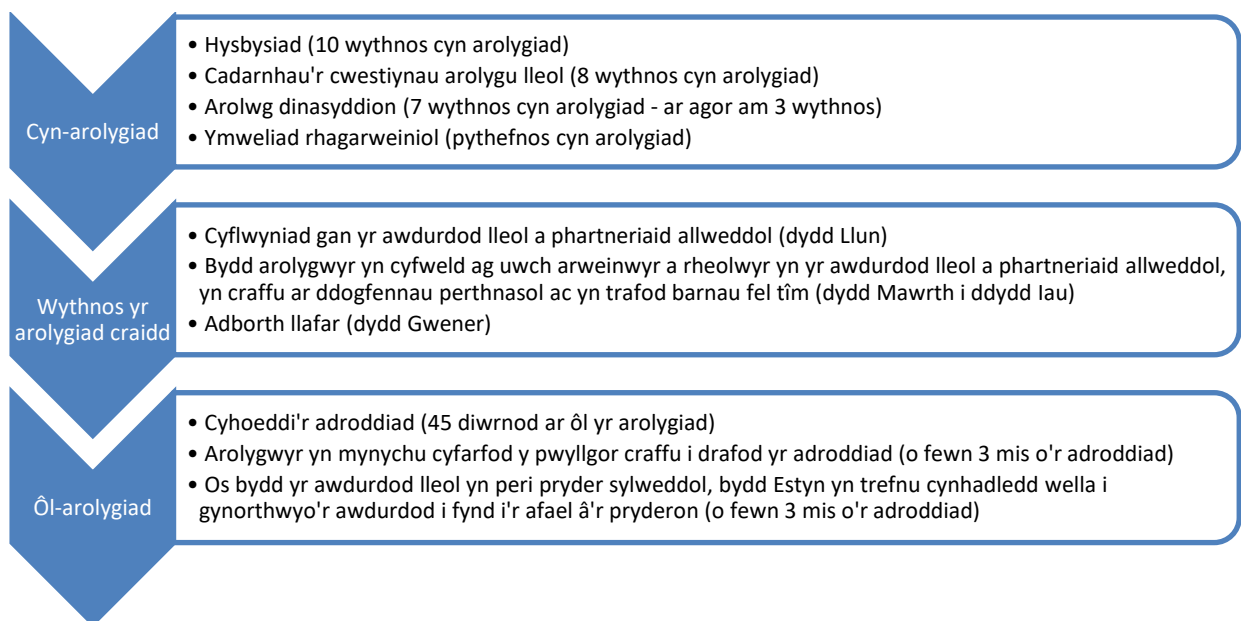 Cyn-arolygiad
• Hysbysiad (10 wythnos cyn arolygiad)
• Cadarnhau'r cwestiynau arolygu lleol (8 wythnos cyn arolygiad)
• Arolwg dinasyddion (7 wythnos cyn arolygiad - ar agor am 3 wythnos)
• Ymweliad rhagarweiniol (pythefnos cyn arolygiad)
Wythnos yr
arolygiad craidd
• Cyflwyniad gan yr awdurdod lleol a phartneriaid allweddol (dydd Llun)
• Bydd arolygwyr yn cyfweld ag uwch arweinwyr a rheolwyr yn yr awdurdod lleol a phartneriaid allweddol,
yn craffu ar ddogfennau perthnasol ac yn trafod barnau fel tîm (dydd Mawrth i ddydd Iau)
• Adborth llafar (dydd Gwener)
Ôl-arolygiad
• Cyhoeddi'r adroddiad (45 diwrnod ar ôl yr arolygiad)
• Arolygwyr yn mynychu cyfarfod y pwyllgor craffu i drafod yr adroddiad (o fewn 3 mis o'r adroddiad)
• Os bydd yr awdurdod lleol yn peri pryder sylweddol, bydd Estyn yn trefnu cynhadledd wella i
gynorthwyo'r awdurdod i fynd i'r afael â'r pryderon (o fewn 3 mis o'r adroddiad)